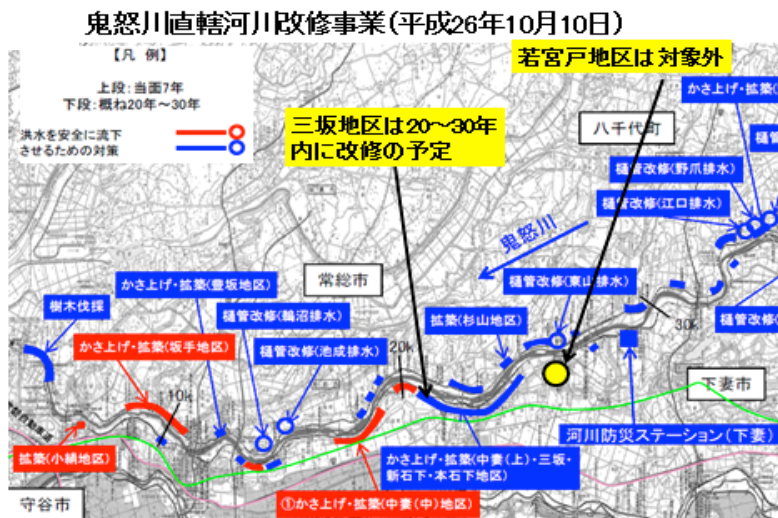 鬼怒川直轄河川改修事業(平成26年10月10日)
【凡 例】
上段：当面7年
下段：概ね20年～30年
洪水を安全に流下
させるための対策
若宮戸地区は対象外
三坂地区は20～30年
内に改修の予定
八千代町
かさ上げ・拡築(
樋管改修(野爪排水)
樋管改修(江口排水)
樋管
鬼怒川
常総市
かさ上げ・拡築(豊坂地区)
樋管改修(東山排水)
樹木伐採
樋管改修(鵠沼排水)
拡築(杉山地区)
30k
かさ上げ・拡築(坂手地区)
樋管改修(池成排水)
20k
樋管改修(
10k
下妻市
河川防災ステーション(下妻)
拡築(小絹地区)
かさ上げ・拡築(中妻(上)・三坂・
新石下・本石下地区)
守谷市
①かさ上げ・拡築(中妻(中)地区)